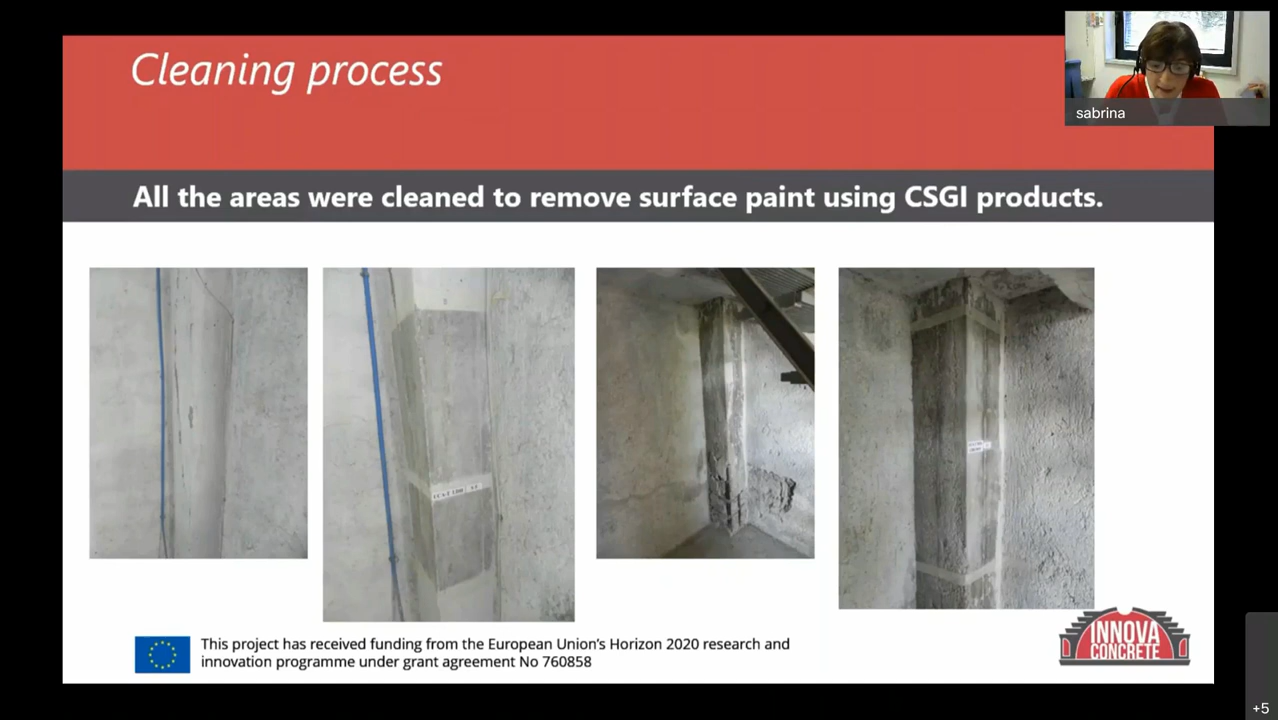 Cleaning process
sabrina
All the areas were cleaned to remove surface paint using CSGI products.
This project has received funding from the European Union's Horizon 2020 research and
innovation programme under grant agreement No 760858
INNOVA
CONCRETE
+5